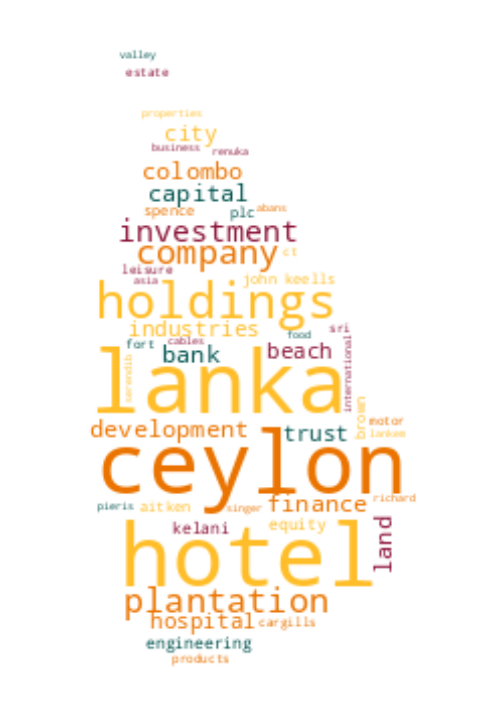 valley
estate
properties
city
business renuka
colombo
capital
spence plc abans
investment
company ct
leisure
asia john keells
holdings
industries sri
fort cables food
bank beach
serendib lanka international
brown
development trust motor
lankem
ceylon
pieris aitken singer finance richard
kelani equity
hotel land
plantation
hospital cargills
engineering
products